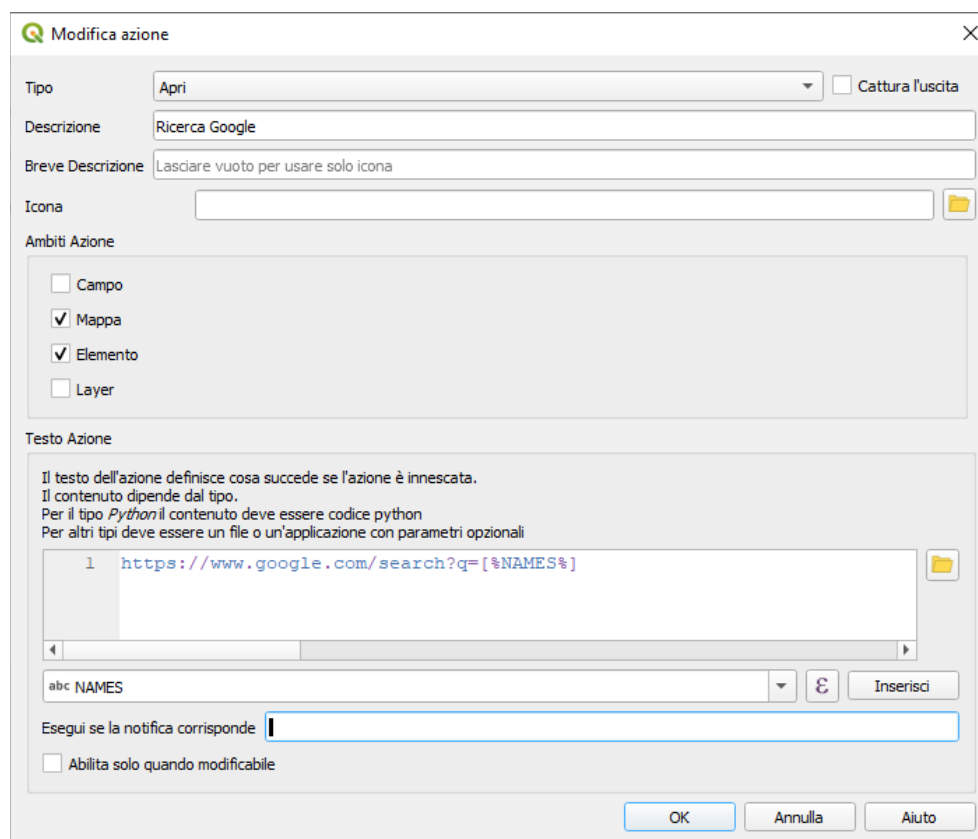 Modifica azione
Tipo
Apri
Cattura l'uscita
Descrizione
Ricerca Google
Breve Descrizione
Lasciare vuoto per usare solo icona
Icona
Ambiti Azione
Campo
Mappa
Elemento
Layer
Testo Azione
Il testo dell'azione definisce cosa succede se l'azione è innescata.
Il contenuto dipende dal tipo.
Per il tipo Python il contenuto deve essere codice python
Per altri tipi deve essere un file o un'applicazione con parametri opzionali
1 https://www.google.com/search?q=[%NAMES%]
abc NAMES
ε
Inserisci
Esegui se la notifica corrisponde
Abilita solo quando modificabile
OK
Annulla
Aiuto